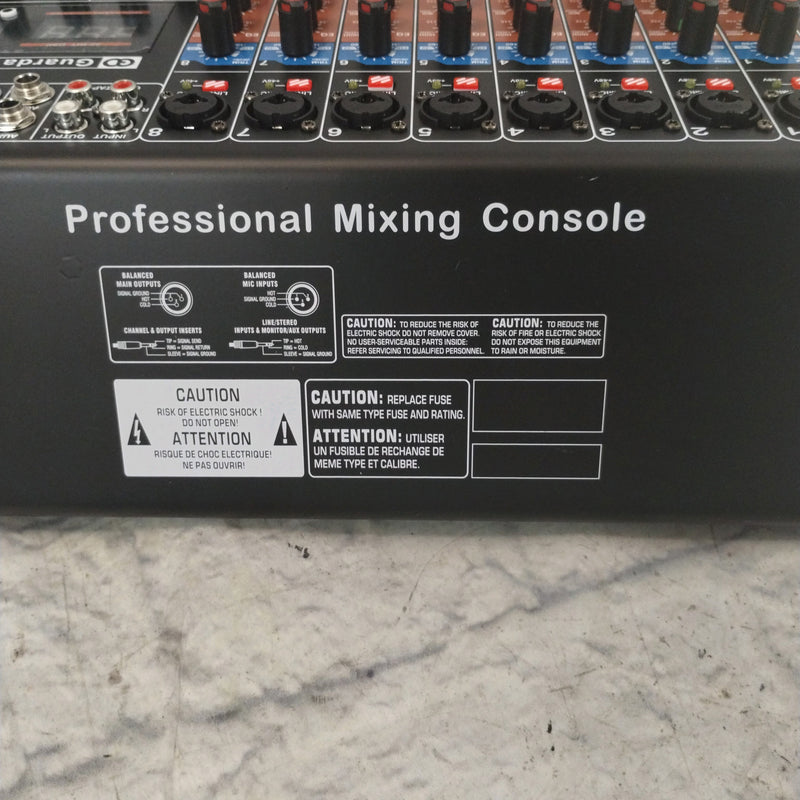 Guarda
+48V
8
7
6
5
4
3
2
1
OUTPUT
INPUT
L
L
Professional Mixing Console
BALANCED
MAIN OUTPUTS
SIGNAL GROUND
HOT
COLD
BALANCED
MIC INPUTS
HOT
SIGNAL GROUND
COLD
CHANNEL & OUTPUT INSERTS
TIP = SIGNAL SEND
RING = SIGNAL RETURN
SLEEVE = SIGNAL GROUND
LINE/STEREO
INPUTS & MONITOR/AUX OUTPUTS
TIP = HOT
RING = COLD
SLEEVE = SIGNAL GROUND
CAUTION: TO REDUCE THE RISK OF
ELECTRIC SHOCK DO NOT REMOVE COVER.
NO USER-SERVICEABLE PARTS INSIDE:
REFER SERVICING TO QUALIFIED PERSONNEL.
CAUTION: TO REDUCE THE
RISK OF FIRE OR ELECTRIC SHOCK
DO NOT EXPOSE THIS EQUIPMENT
TO RAIN OR MOISTURE.
CAUTION
RISK OF ELECTRIC SHOCK !
DO NOT OPEN!
ATTENTION
RISQUE DE CHOC ELECTRIQUE!
NE PAS OUVRIR!
CAUTION: REPLACE FUSE
WITH SAME TYPE FUSE AND RATING.
ATTENTION: UTILISER
UN FUSIBLE DE RECHANGE DE
MEME TYPE ET CALIBRE.